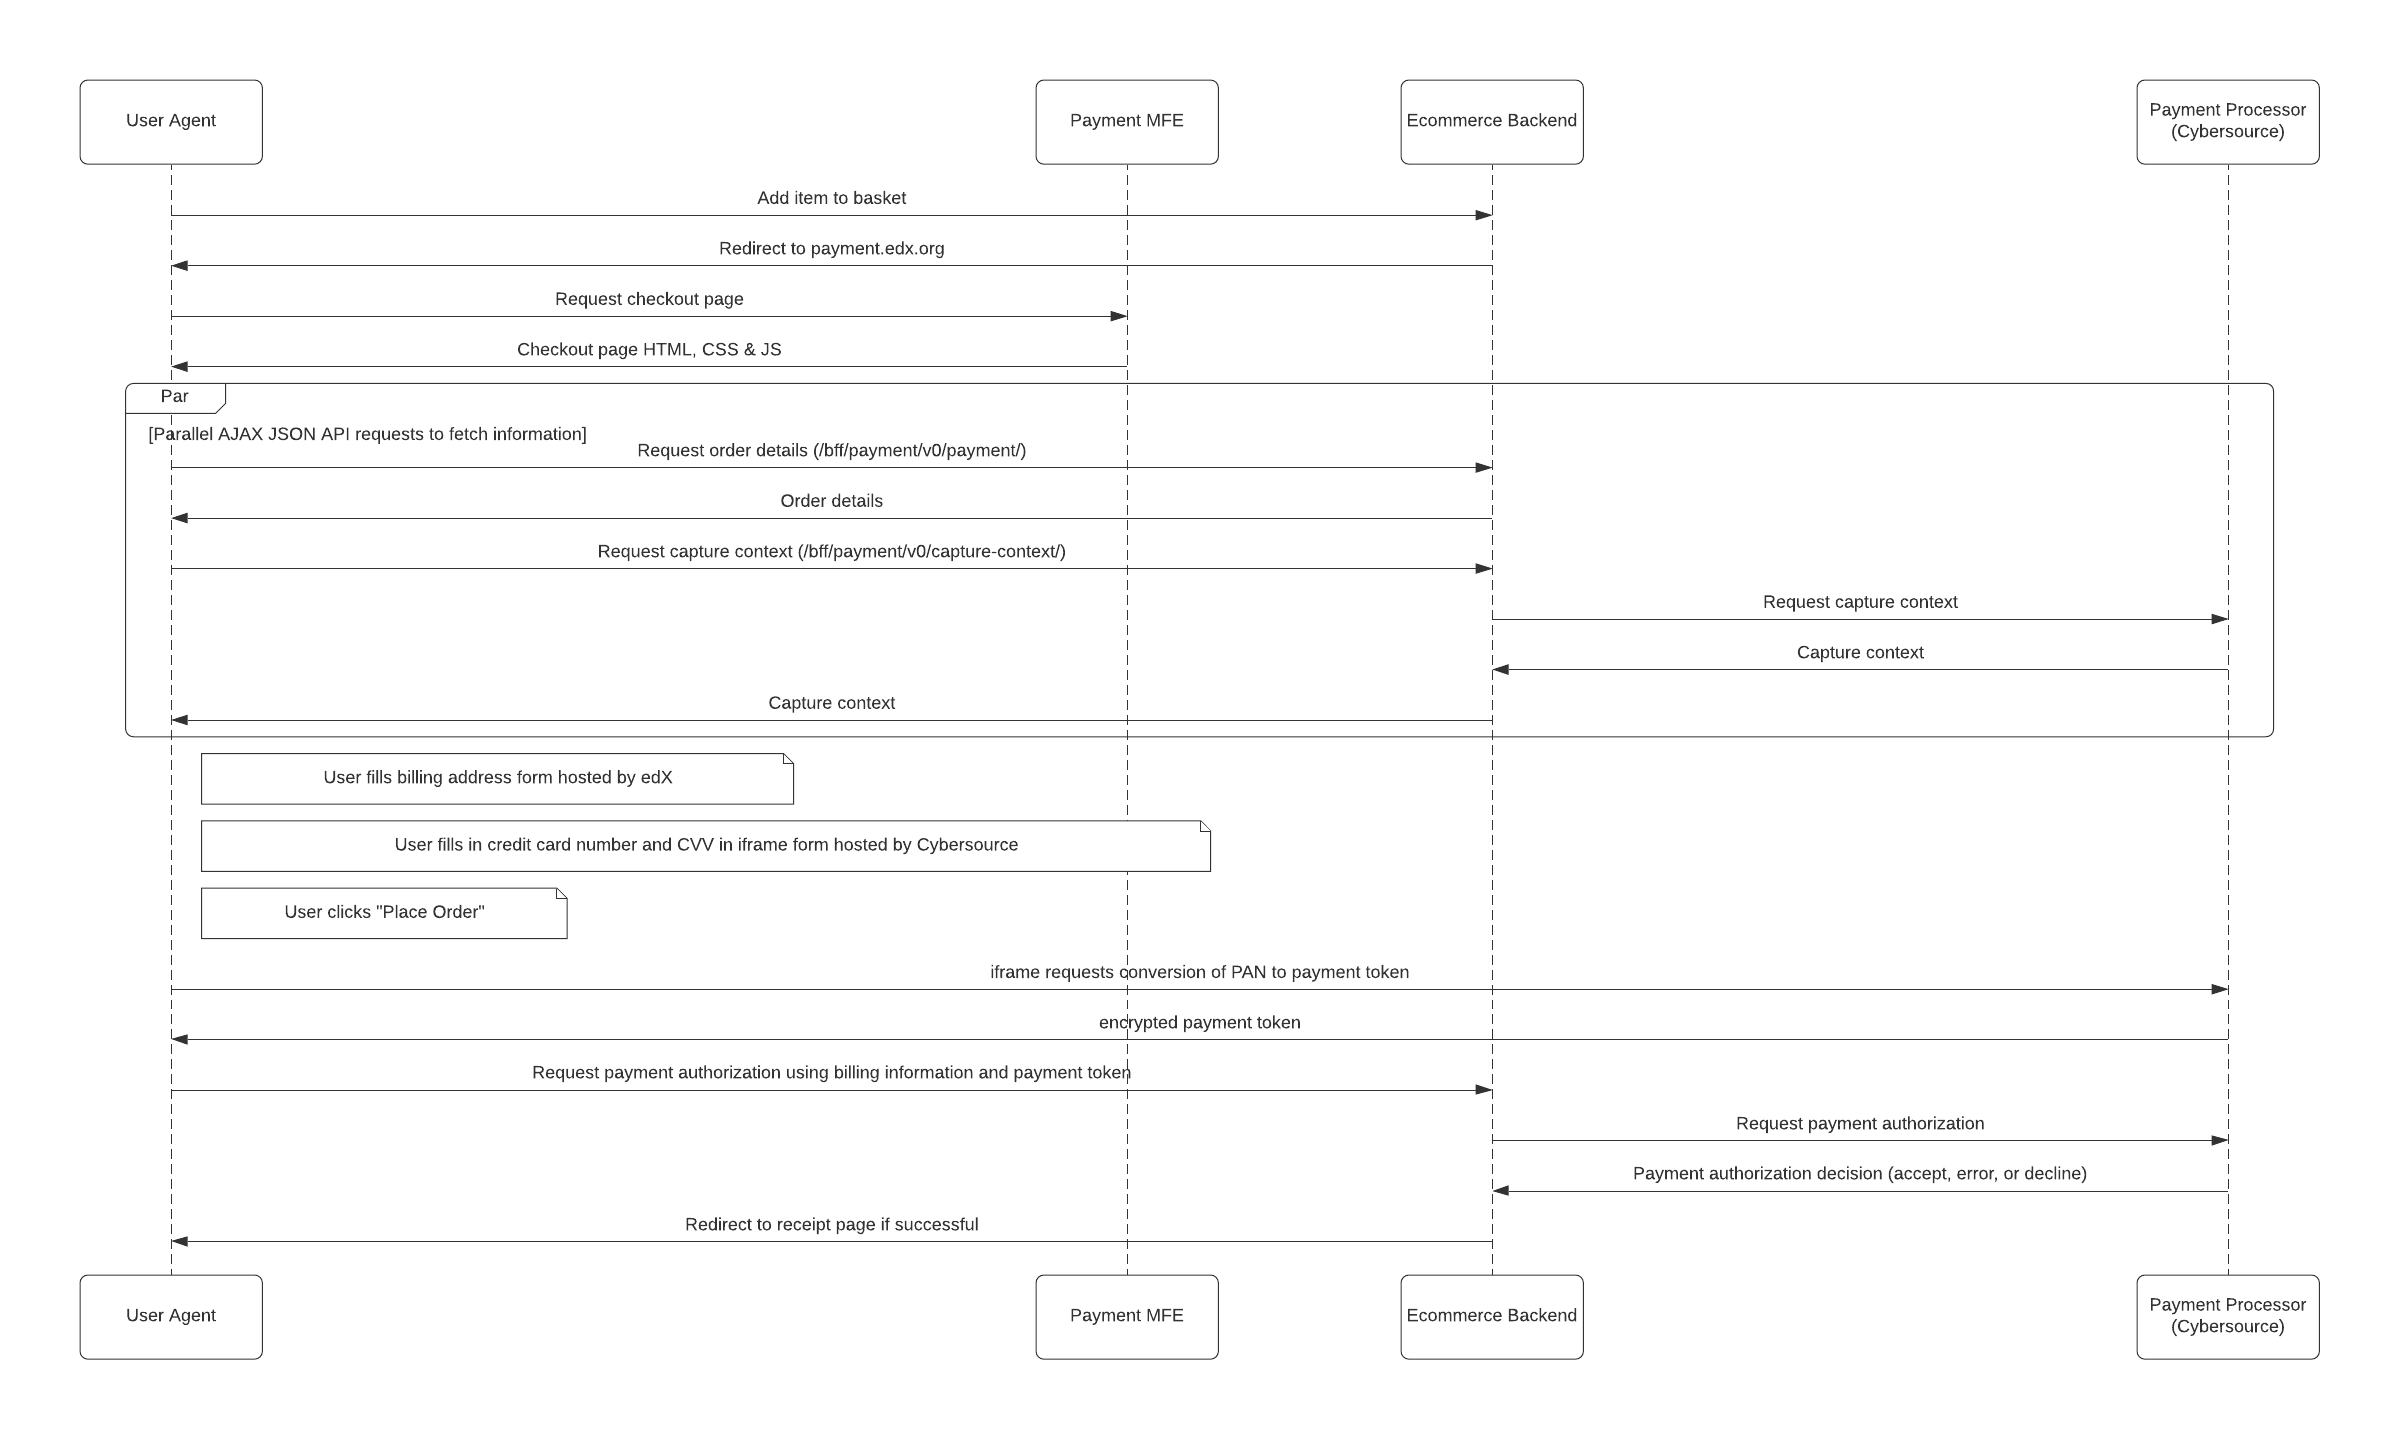 User Agent
Payment MFE
Ecommerce Backend
Payment Processor
(Cybersource)
Add item to basket
Redirect to payment.edx.org
Request checkout page
Checkout page HTML, CSS & JS
Par
[Parallel AJAX JSON API requests to fetch information]
Request order details (/bff/payment/v0/payment/)
Order details
Request capture context (/bff/payment/v0/capture-context/)
Request capture context
Capture context
Capture context
User fills billing address form hosted by edX
User fills in credit card number and CVV in iframe form hosted by Cybersource
User clicks "Place Order"
iframe requests conversion of PAN to payment token
encrypted payment token
Request payment authorization using billing information and payment token
Request payment authorization
Payment authorization decision (accept, error, or decline)
Redirect to receipt page if successful
User Agent
Payment MFE
Ecommerce Backend
Payment Processor
(Cybersource)